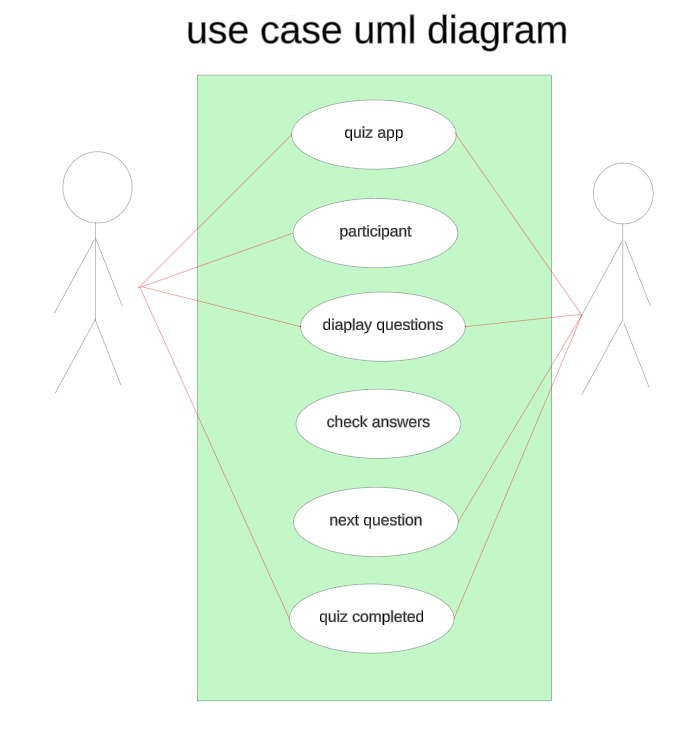 use case uml diagram
quiz app
participant
diaplay questions
check answers
next question
quiz completed